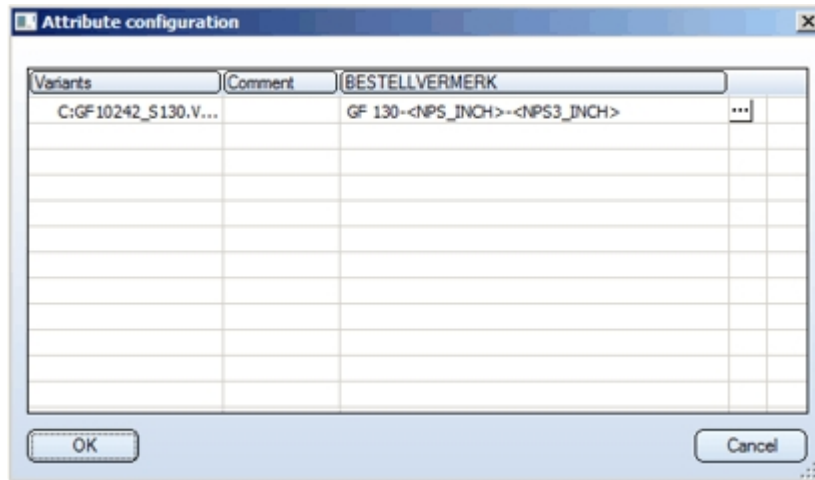 Attribute configuration
Variants Comment BESTELLVERMERK
C:GF10242_S130.V... GF 130-<NPS_INCH>-<NPS3_INCH> ...
OK Cancel